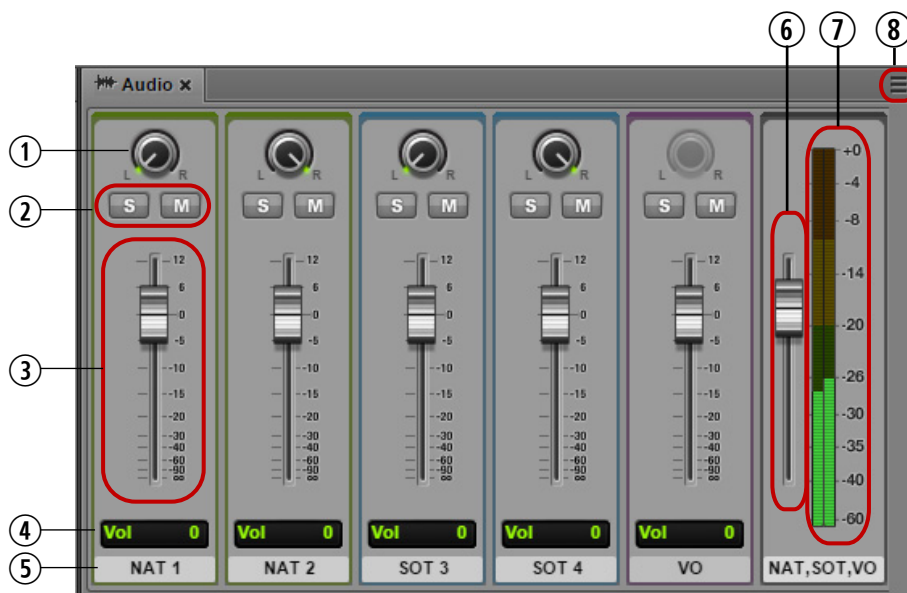 6 7 8
Audio ×
1
L R L R L R L R L R
+0
-4
2
S M S M S M S M S M
-8
12 12 12 12 12
-14
6 6 6 6 6
0 0 0 0 0
-20
-5 -5 -5 -5 -5
3
-10 -10 -10 -10 -10
-26
-15 -15 -15 -15 -15
-30
-20 -20 -20 -20 -20
-30 -30 -30 -30 -30
-35
-40 -40 -40 -40 -40
-60 -60 -60 -60 -60
-90 -90 -90 -90 -90
-40
∞ ∞ ∞ ∞ ∞
-60
4
Vol 0 Vol 0 Vol 0 Vol 0 Vol 0
5
NAT 1 NAT 2 SOT 3 SOT 4 VO NAT,SOT,VO